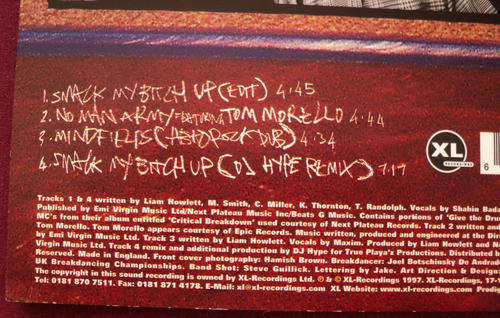 1. SMACK MY BITCH UP (EDIT) 4:45
2. NO MAN ARMY FEATURING TOM MORELLO 4:44
3. MINDFIELDS (HEADROCK DUB) 4:34
4. SMACK MY BITCH UP (DJ HYPE REMIX) 7:17
XL
RECORDINGS
6
Tracks 1 & 4 written by Liam Howlett, M. Smith, C. Miller, K. Thornton, T. Randolph. Vocals by Shahin Bada
Published by Emi Virgin Music Ltd/Next Plateau Music Inc/Beats G Music. Contains portions of 'Give the Dru
MC's from their album entitled 'Critical Breakdown' used courtesy of Next Plateau Records. Track 2 written and
Tom Morello. Tom Morello appears courtesy of Epic Records. Music written, produced and engineered at the Di
by Emi Virgin Music Ltd. Track 3 written by Liam Howlett. Vocals by Maxim. Produced by Liam Howlett and
Virgin Music Ltd. Track 4 remix and additional production by DJ Hype for True Playa'z Productions. Distributed b
Reserved. Made in England. Front cover photography: Hamish Brown. Breakdancer: Joel Botschinsky De Andrad
UK Breakdancing Championships. Band Shot: Steve Gullick. Lettering by Jake. Art Direction & Design:
The copyright in this sound recording is owned by XL-Recordings Ltd. ℗ & © XL-Recordings 1997. XL-Recordings, 17-1
Tel: 0181 870 7511. Fax: 0181 871 4178. E-Mail: xl@xl-recordings.com XL Website: www.xl-recordings.com Prodig